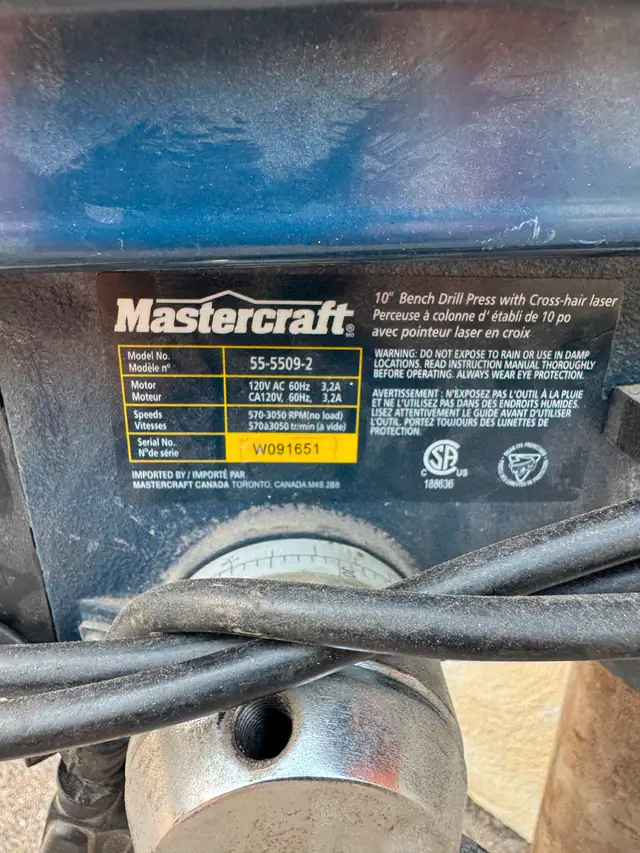 Mastercraft®
MD
10" Bench Drill Press with Cross-hair laser
Perceuse à colonne d' établi de 10 po
avec pointeur laser en croix
Model No.
Modèle nº
55-5509-2
Motor
Moteur
120V AC 60Hz 3,2A
CA120V, 60Hz, 3,2A
Speeds
Vitesses
570-3050 RPM(no load)
570à3050 tr/min (à vide)
Serial No.
Nºde série
W091651
IMPORTED BY / IMPORTÉ PAR
MASTERCRAFT CANADA TORONTO, CANADA M4S 2B8
WARNING: DO NOT EXPOSE TO RAIN OR USE IN DAMP
LOCATIONS. READ INSTRUCTION MANUAL THOROUGHLY
BEFORE OPERATING. ALWAYS WEAR EYE PROTECTION.
AVERTISSEMENT : N'EXPOSEZ PAS L'OUTIL À LA PLUIE
ET NE L'UTILISEZ PAS DANS DES ENDROITS HUMIDES.
LISEZ ATTENTIVEMENT LE GUIDE AVANT D'UTILISER
L'OUTIL. PORTEZ TOUJOURS DES LUNETTES DE
PROTECTION.
C SA US
188636